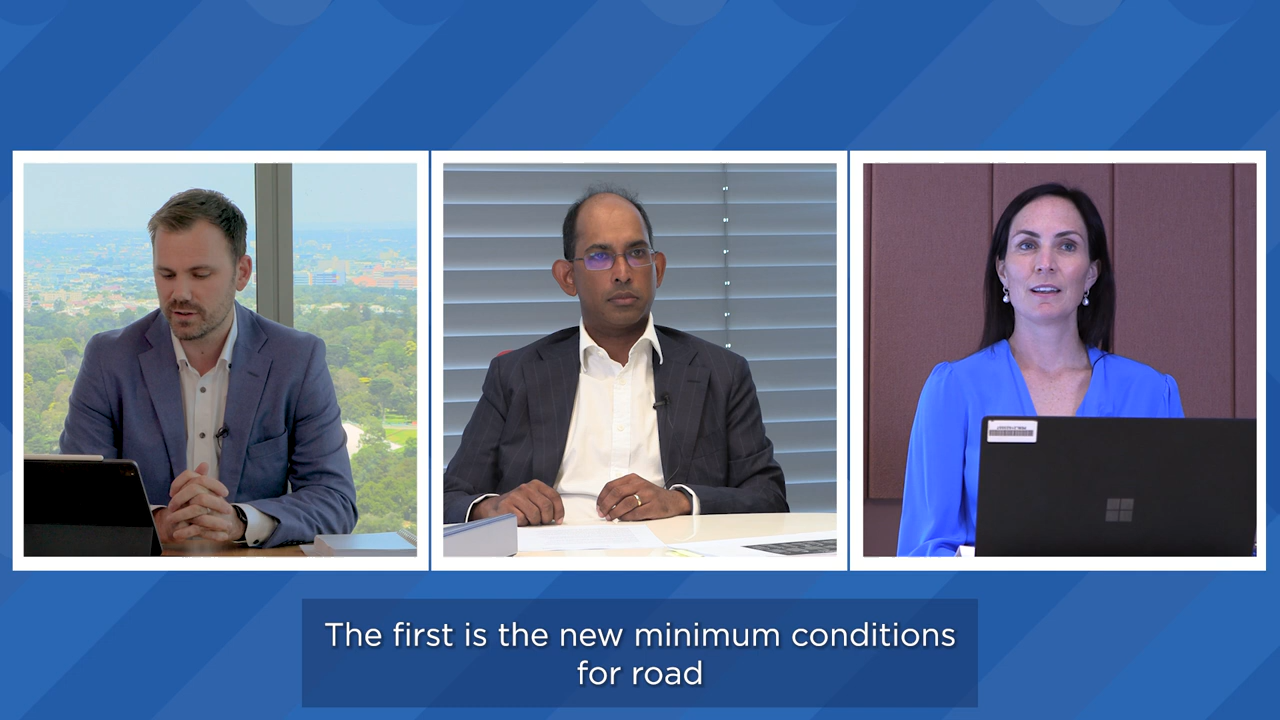 The first is the new minimum conditions
for road